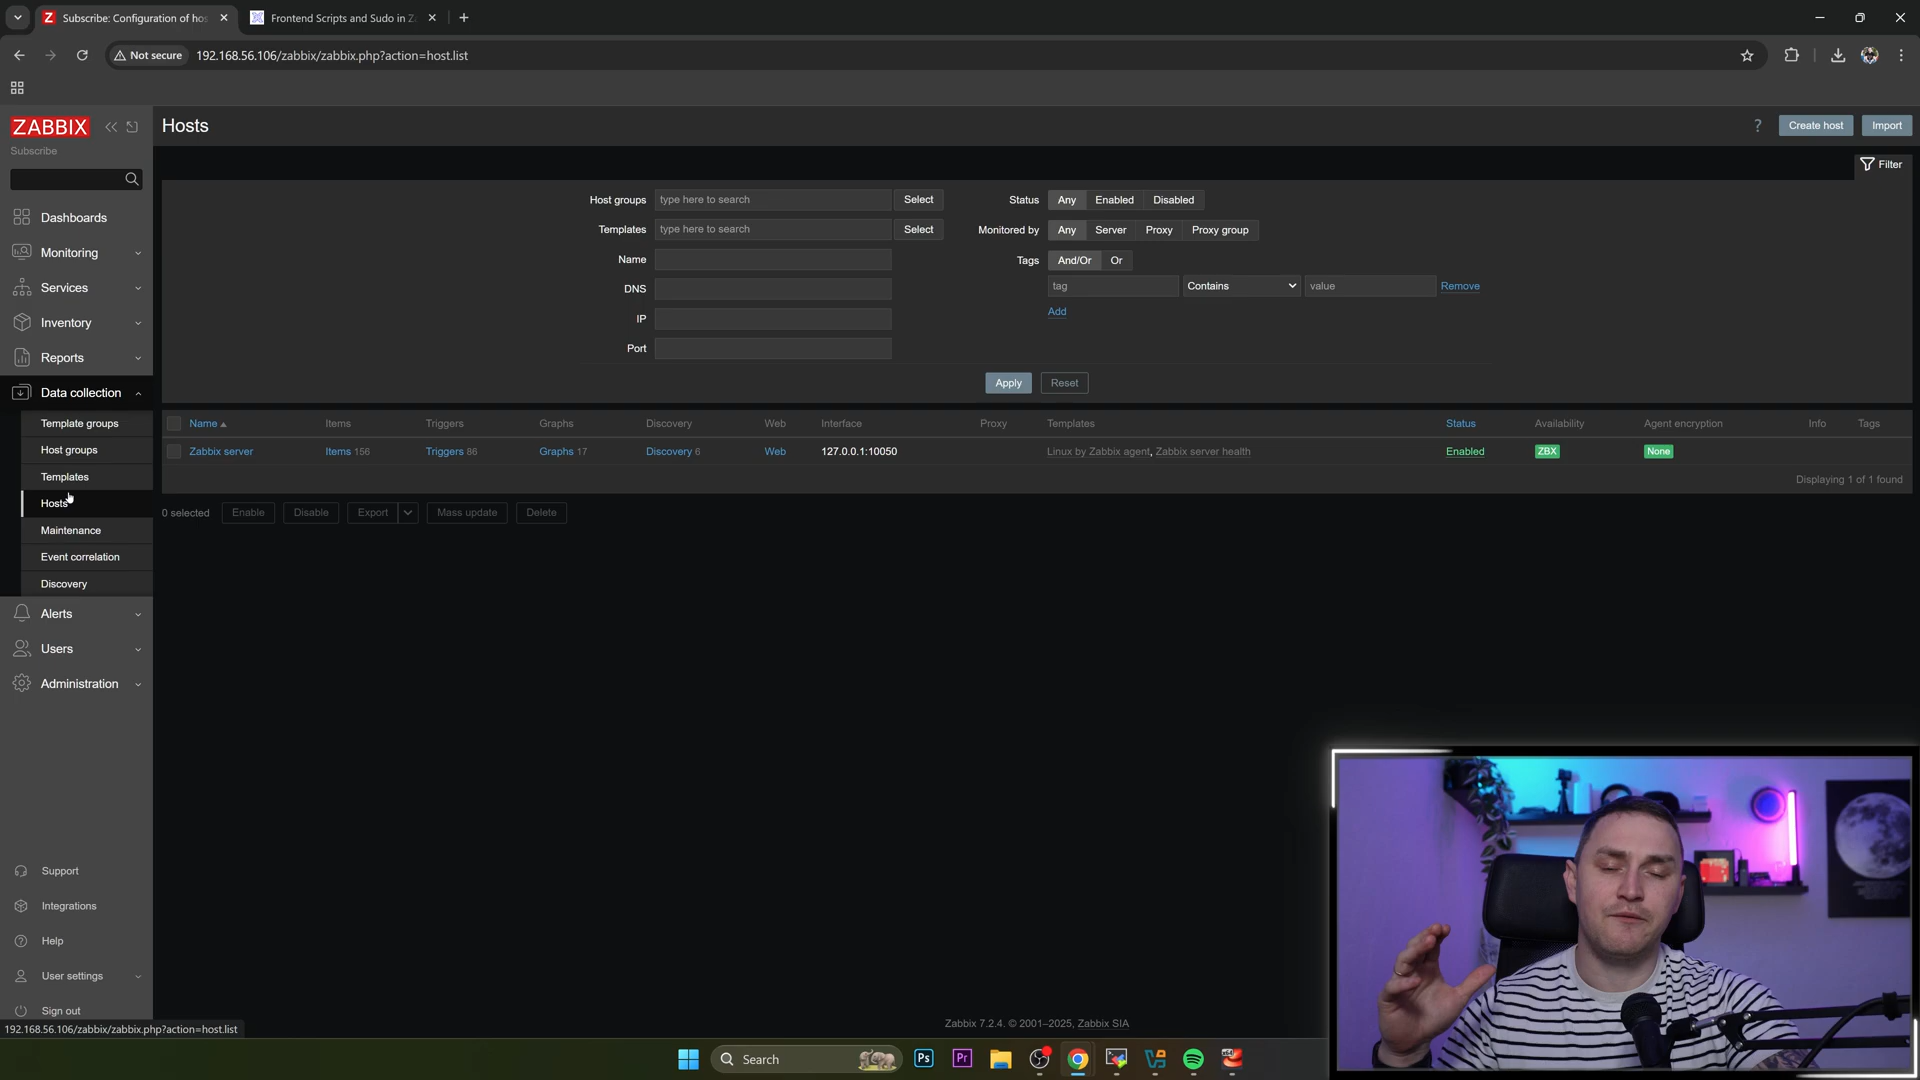 Subscribe: Configuration of hos
Frontend Scripts and Sudo in Z
Not secure
192.168.56.106/zabbix/zabbix.php?action=host.list
ZABBIX
Subscribe
Dashboards
Monitoring
Services
Inventory
Reports
Data collection
Template groups
Host groups
Templates
Hosts
Maintenance
Event correlation
Discovery
Alerts
Users
Administration
Support
Integrations
Help
User settings
Sign out
192.168.56.106/zabbix/zabbix.php?action=host.list
Hosts
? Create host Import
Filter
Host groups type here to search Select
Templates type here to search Select
Name
DNS
IP
Port
Status Any Enabled Disabled
Monitored by Any Server Proxy Proxy group
Tags And/Or Or
tag Contains value Remove
Add
Apply Reset
Name Items Triggers Graphs Discovery Web Interface Proxy Templates Status Availability Agent encryption Info Tags
Zabbix server Items 156 Triggers 86 Graphs 17 Discovery 6 Web 127.0.0.1:10050 Linux by Zabbix agent, Zabbix server health Enabled ZBX None
Displaying 1 of 1 found
0 selected Enable Disable Export Mass update Delete
Zabbix 7.2.4. © 2001–2025, Zabbix SIA
Search
Ps
Pr